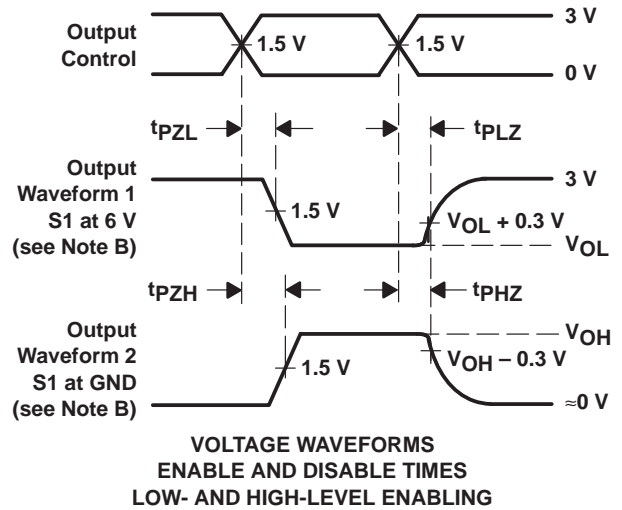 Output
Control
1.5 V
1.5 V
3 V
0 V
tPZL
tPLZ
Output
Waveform 1
S1 at 6 V
(see Note B)
1.5 V
3 V
VOL + 0.3 V
VOL
tPZH
tPHZ
Output
Waveform 2
S1 at GND
(see Note B)
1.5 V
VOH
VOH – 0.3 V
≈0 V
VOLTAGE WAVEFORMS
ENABLE AND DISABLE TIMES
LOW- AND HIGH-LEVEL ENABLING